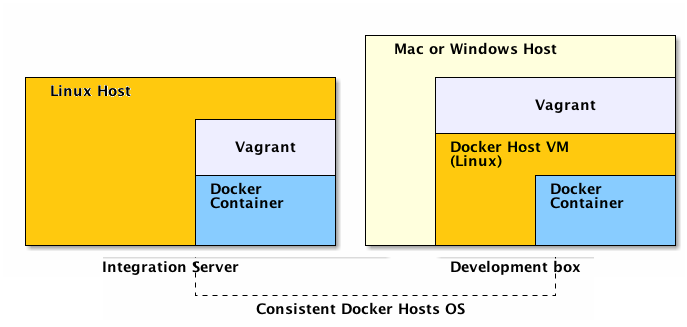 Linux Host
Vagrant
Docker
Container
Integration Server
Mac or Windows Host
Vagrant
Docker Host VM
(Linux)
Docker
Container
Development box
Consistent Docker Hosts OS